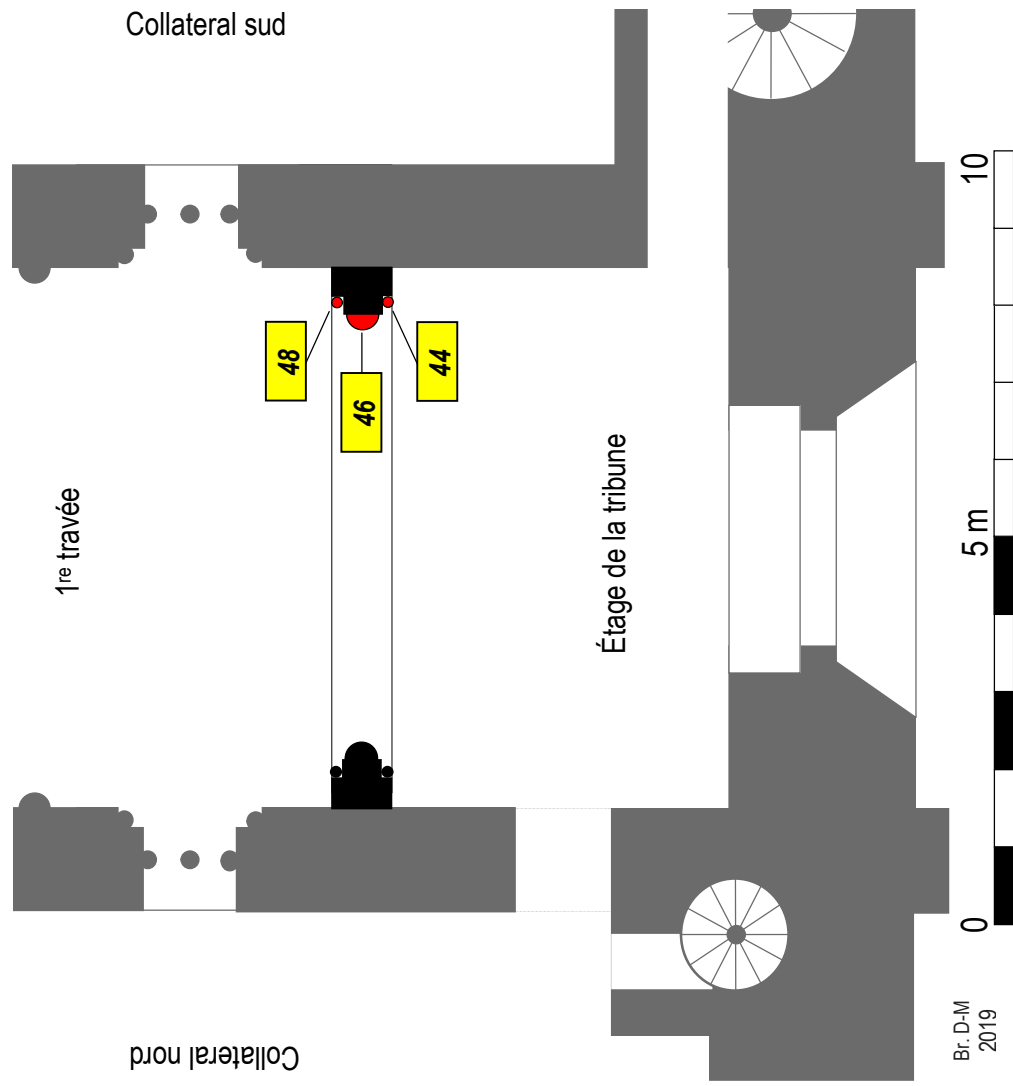 Collateral sud
1re travée
48
46
44
Étage de la tribune
Collateral nord
10
5 m
0
Br. D-M
2019